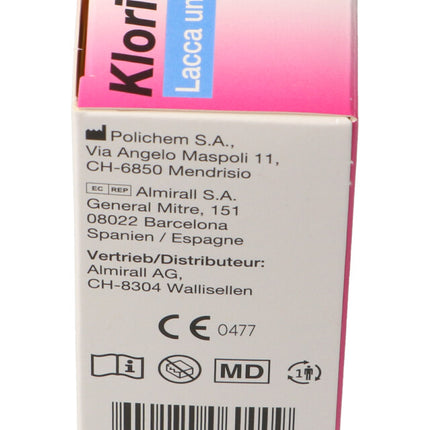 Klori
Lacca un
Polichem S.A.,
Via Angelo Maspoli 11,
CH-6850 Mendrisio
EC REP Almirall S.A.
General Mitre, 151
08022 Barcelona
Spanien / Espagne
Vertrieb/Distributeur:
Almirall AG,
CH-8304 Wallisellen
CE 0477
MD
1